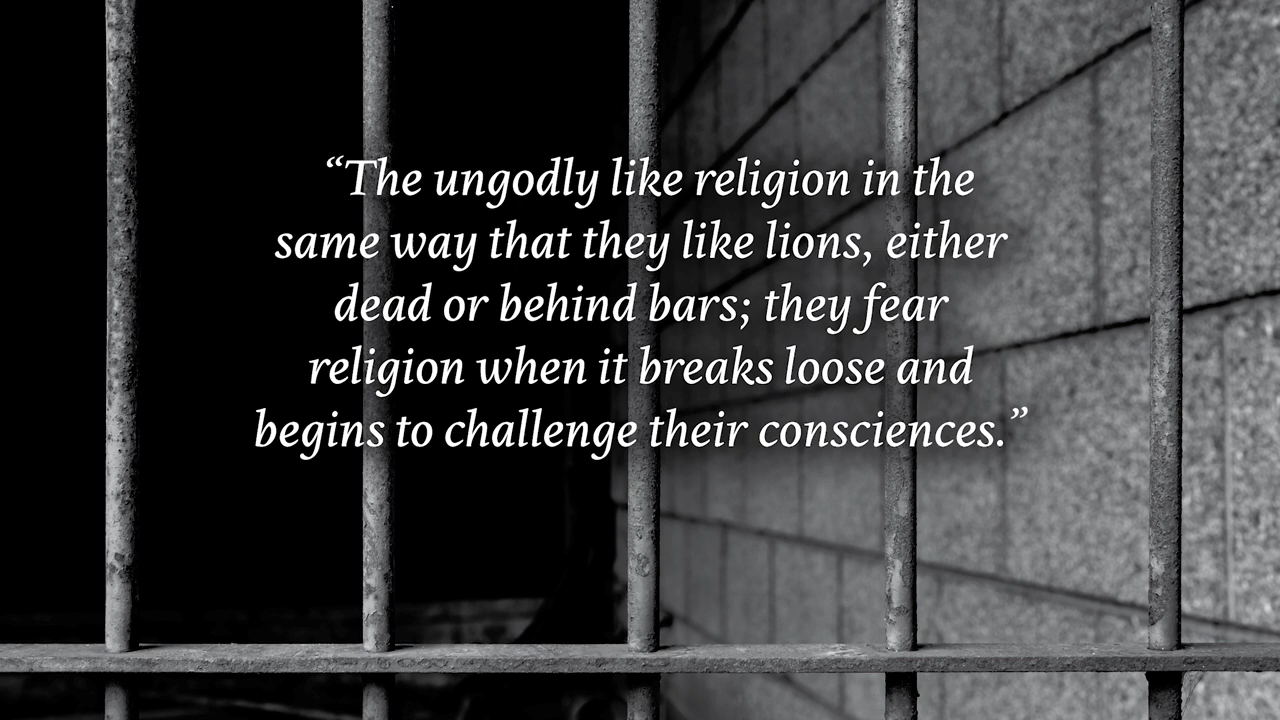 “The ungodly like religion in the
same way that they like lions, either
dead or behind bars; they fear
religion when it breaks loose and
begins to challenge their consciences.”